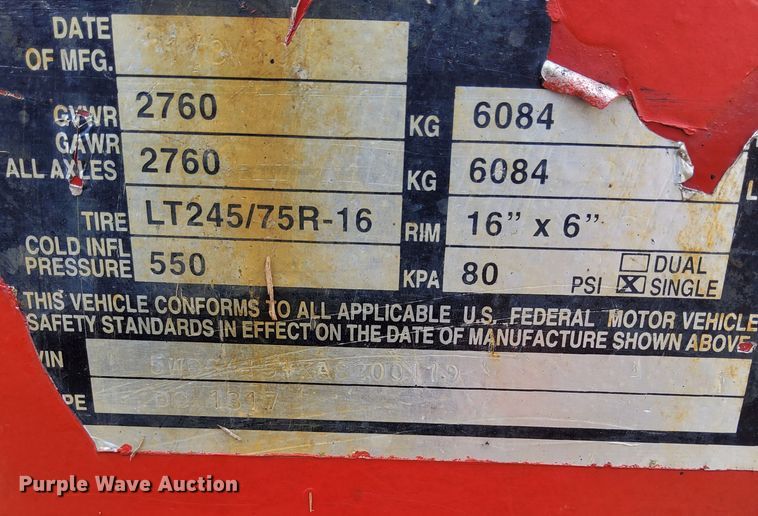 DATE OF MFG.
GVWR 2760 KG 6084
GAWR ALL AXLES 2760 KG 6084 L
TIRE LT245/75R-16 RIM 16" x 6"
COLD INFL PRESSURE 550 KPA 80 PSI DUAL
X SINGLE
THIS VEHICLE CONFORMS TO ALL APPLICABLE U.S. FEDERAL MOTOR VEHICLE
SAFETY STANDARDS IN EFFECT ON THE DATE OF MANUFACTURE SHOWN ABOVE
VIN
PE 1317
Purple Wave Auction